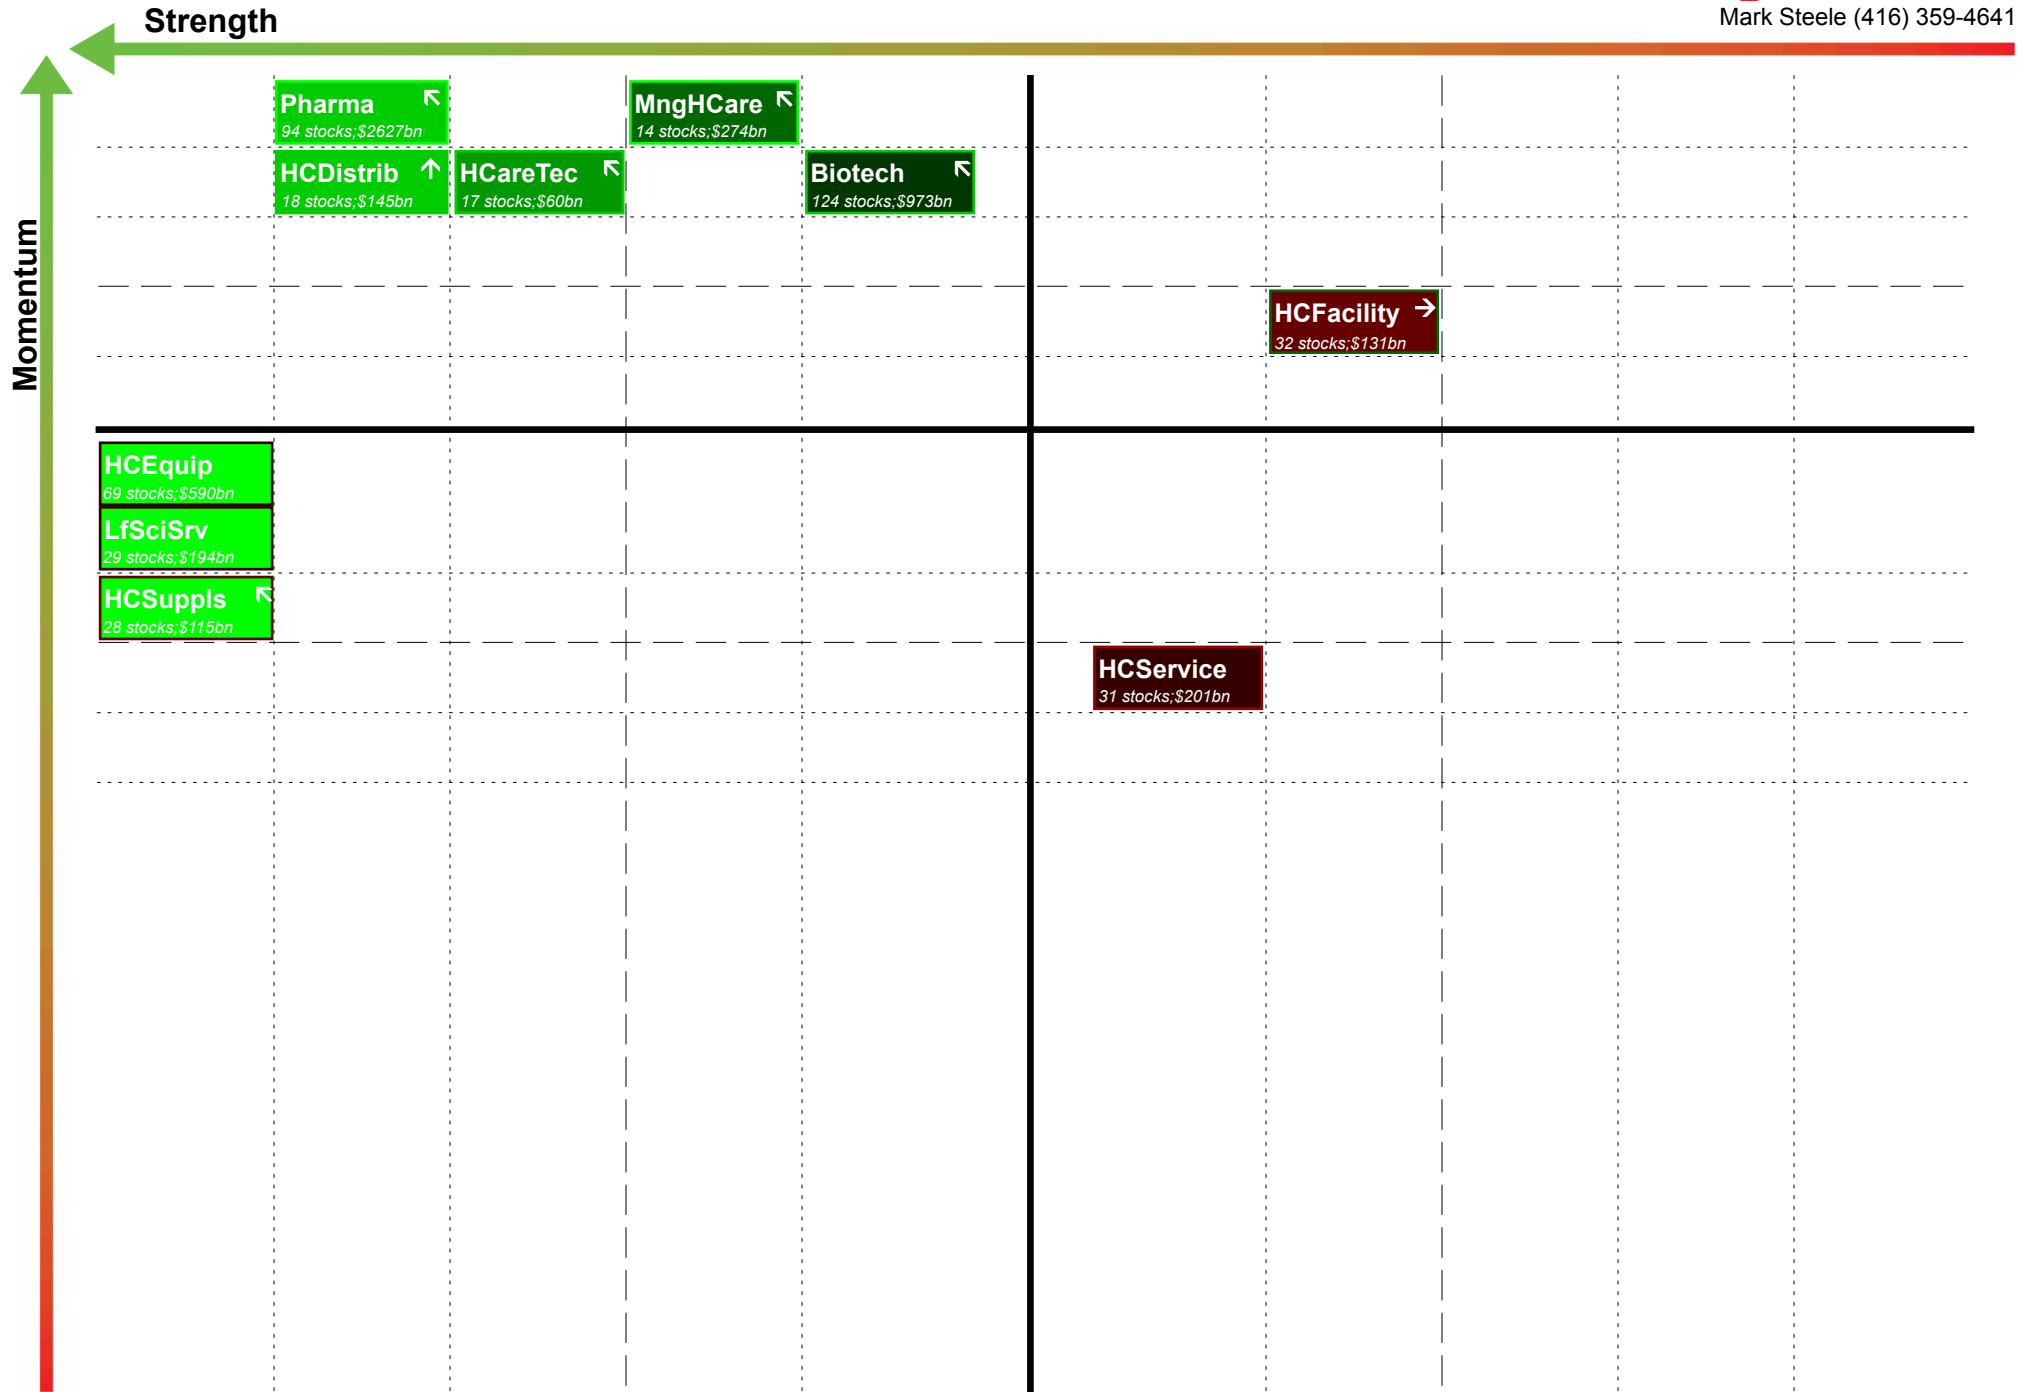 Strength
Mark Steele (416) 359-4641
Momentum
Pharma
94 stocks;$2627bn
MngHCare
14 stocks;$274bn
HCDistrib
18 stocks;$145bn
HCareTec
17 stocks;$60bn
Biotech
124 stocks;$973bn
HCFacility
32 stocks;$131bn
HCEquip
69 stocks;$590bn
LfSciSrv
29 stocks;$194bn
HCSuppls
28 stocks;$115bn
HCService
31 stocks;$201bn